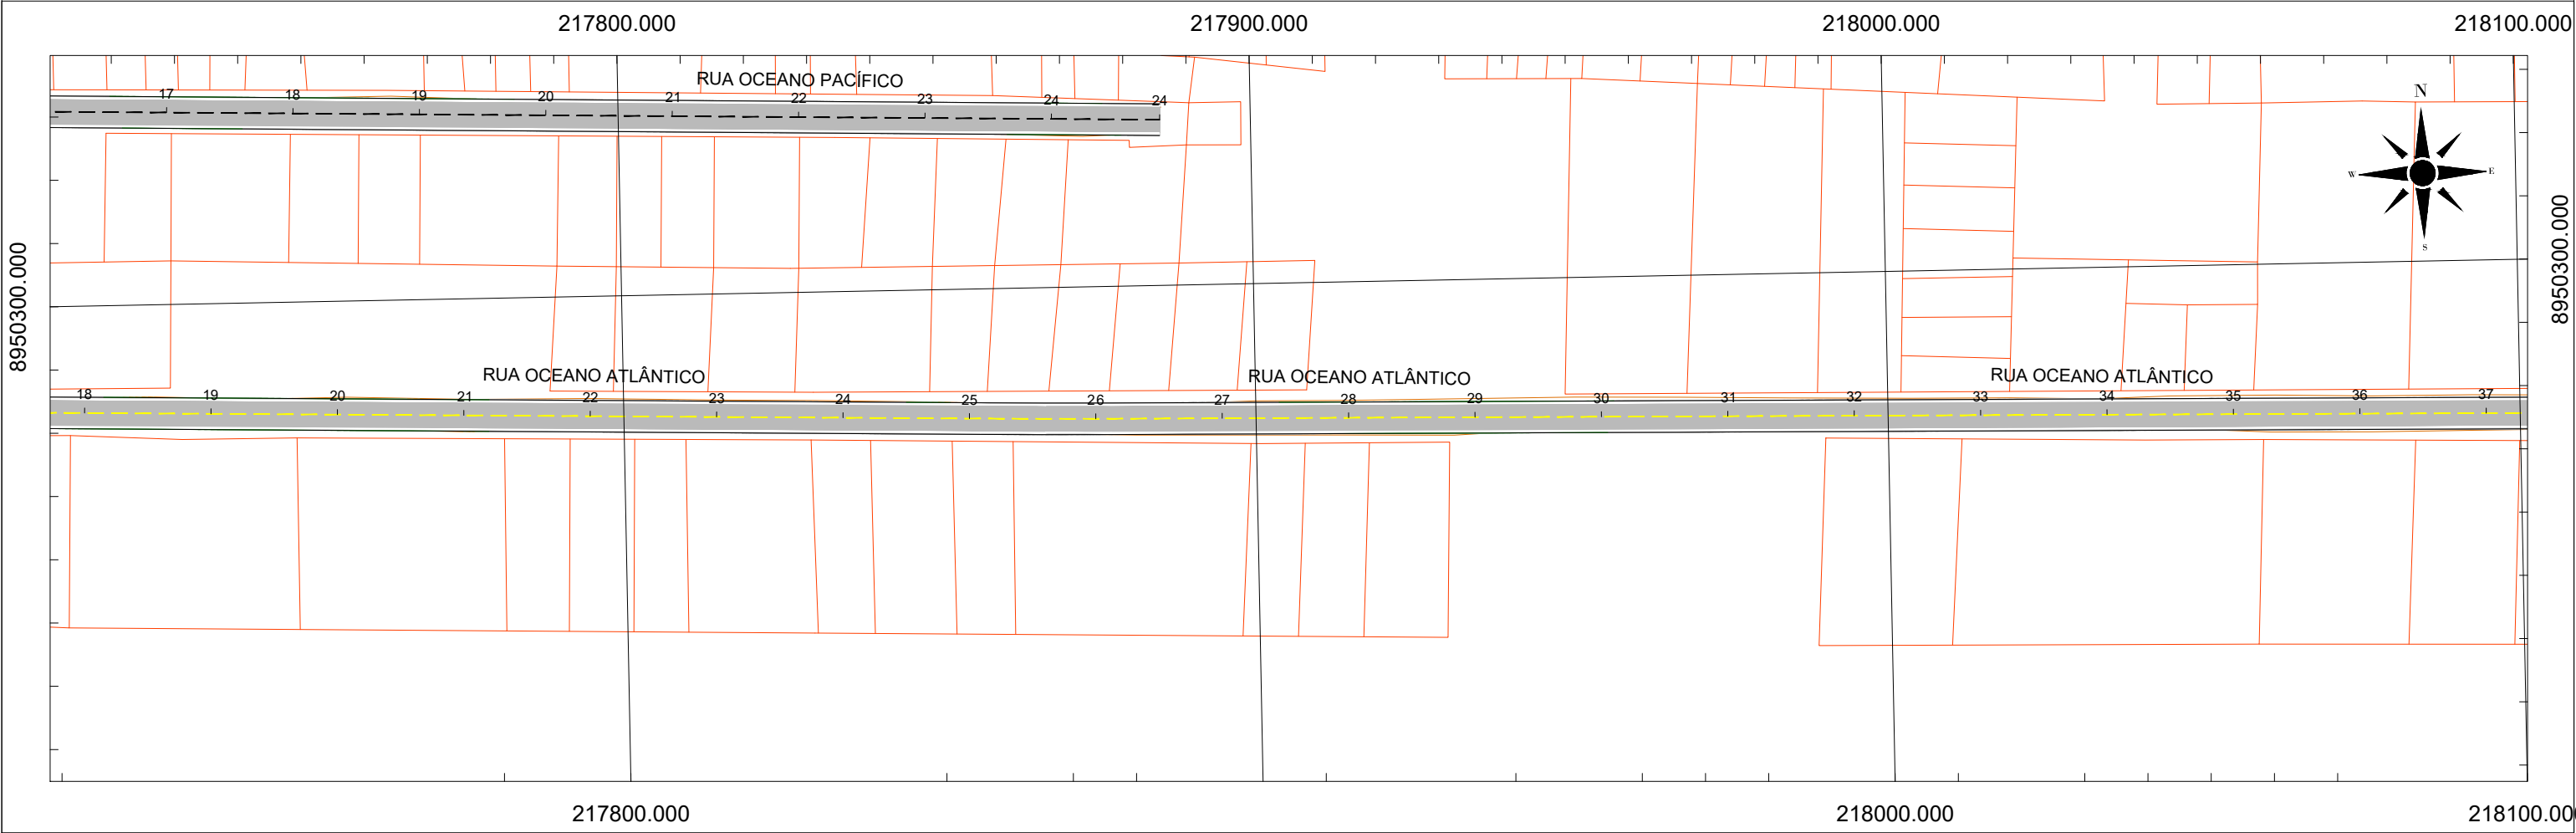 217800.000 217900.000 218000.000 218100.000
RUA OCEANO PACÍFICO
17 18 19 20 21 22 23 24 24
N
W E
S
8950300.000 8950300.000
RUA OCEANO ATLÂNTICO RUA OCEANO ATLÂNTICO RUA OCEANO ATLÂNTICO
18 19 20 21 22 23 24 25 26 27 28 29 30 31 32 33 34 35 36 37
217800.000 218000.000 218100.00